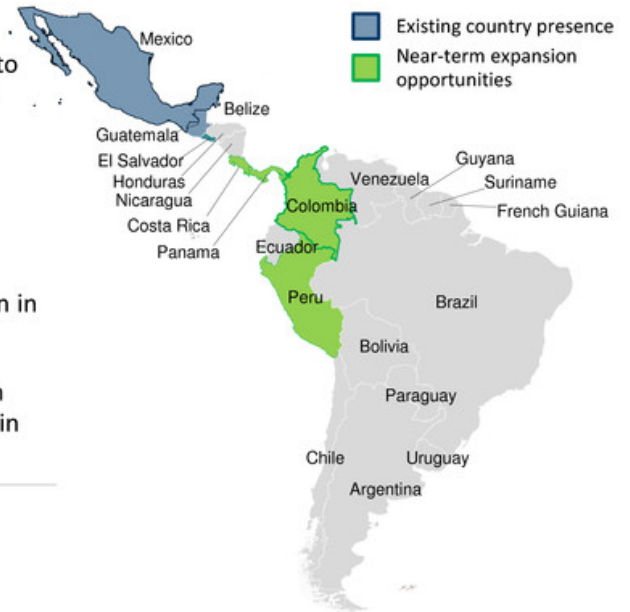 to
n in
n
in
Existing country presence
Near-term expansion
opportunities
Mexico
Belize
Guatemala
El Salvador
Honduras
Nicaragua
Costa Rica
Panama
Venezuela
Guyana
Suriname
French Guiana
Colombia
Ecuador
Peru
Brazil
Bolivia
Paraguay
Chile
Uruguay
Argentina